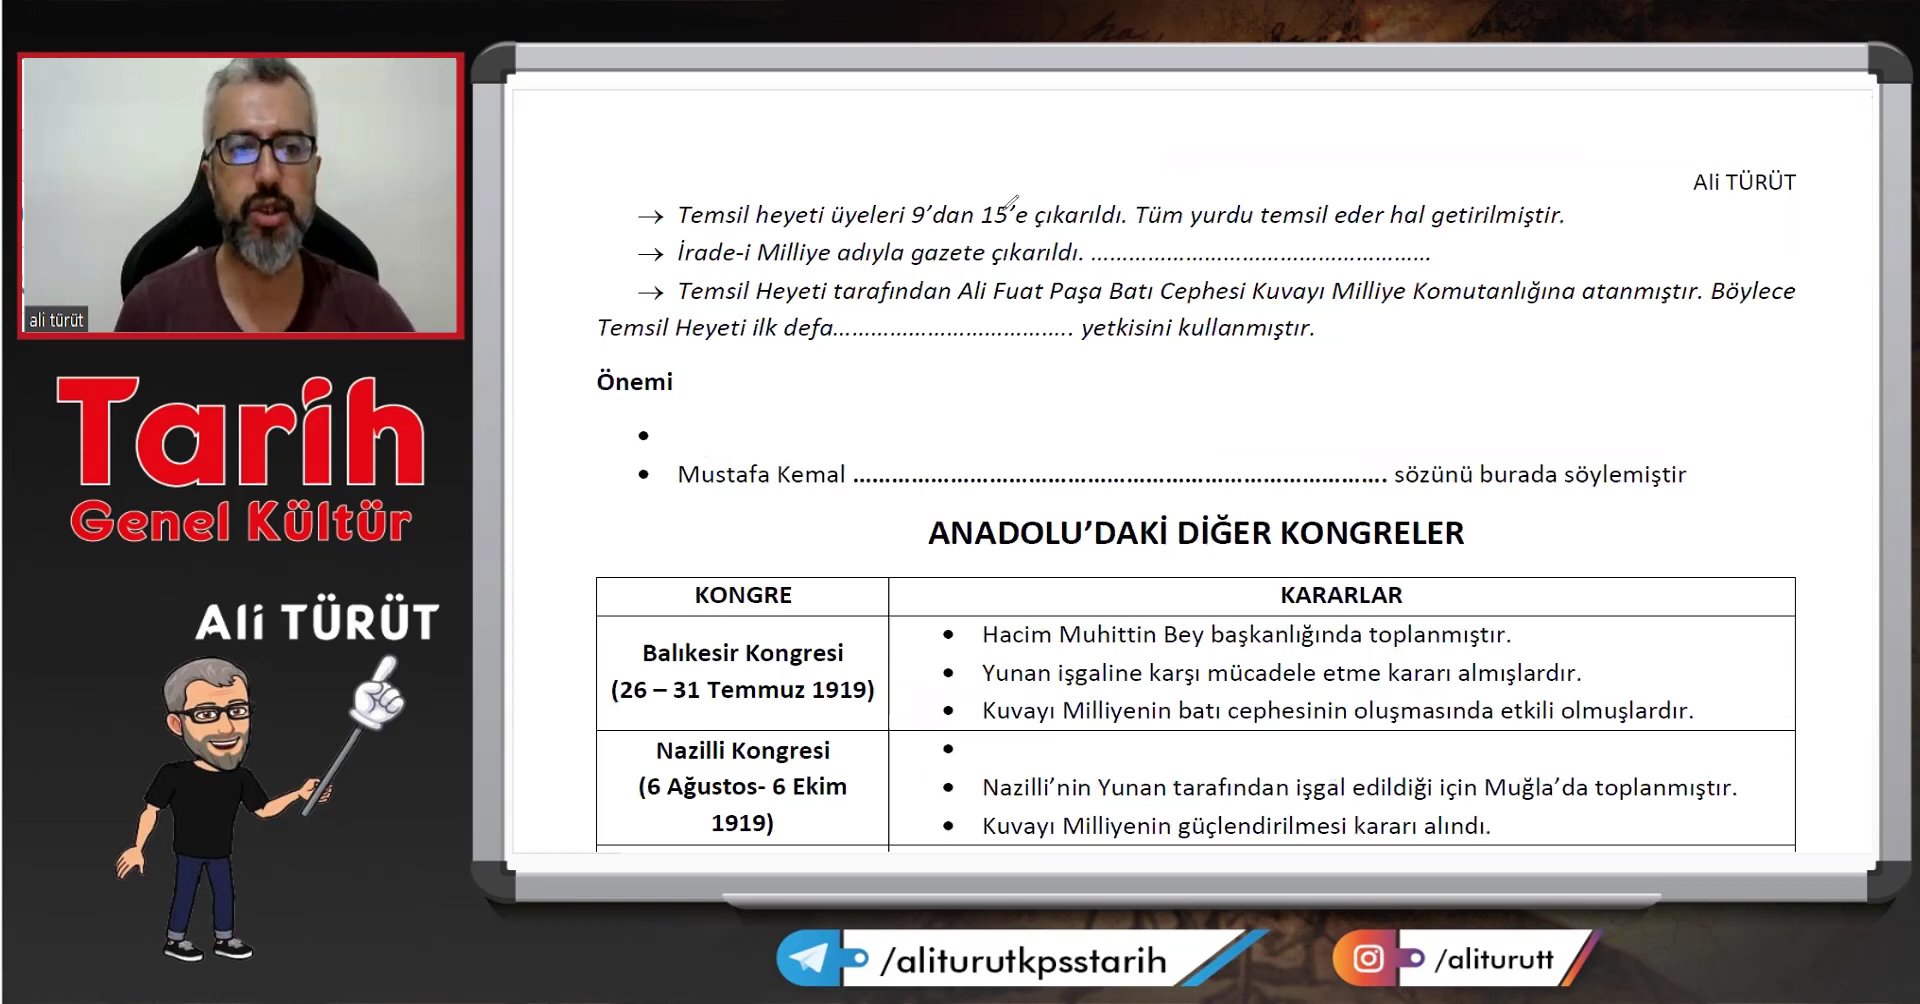 ali türüt
Tarih
Genel Kültür
Ali TÜRÜT
Ali TÜRÜT
→ Temsil heyeti üyeleri 9’dan 15’e çıkarıldı. Tüm yurdu temsil eder hal getirilmiştir.
→ İrade-i Milliye adıyla gazete çıkarıldı. ………………………………………………
→ Temsil Heyeti tarafından Ali Fuat Paşa Batı Cephesi Kuvayı Milliye Komutanlığına atanmıştır. Böylece
Temsil Heyeti ilk defa………………………………. yetkisini kullanmıştır.
Önemi
•
• Mustafa Kemal …………………………………………………………………………. sözünü burada söylemiştir
ANADOLU’DAKİ DİĞER KONGRELER
KONGRE
KARARLAR
Balıkesir Kongresi
(26 – 31 Temmuz 1919)
• Hacim Muhittin Bey başkanlığında toplanmıştır.
• Yunan işgaline karşı mücadele etme kararı almışlardır.
• Kuvayı Milliyenin batı cephesinin oluşmasında etkili olmuşlardır.
Nazilli Kongresi
(6 Ağustos- 6 Ekim
1919)
•
• Nazilli’nin Yunan tarafından işgal edildiği için Muğla’da toplanmıştır.
• Kuvayı Milliyenin güçlendirilmesi kararı alındı.
/aliturutkpsstarih
/aliturutt